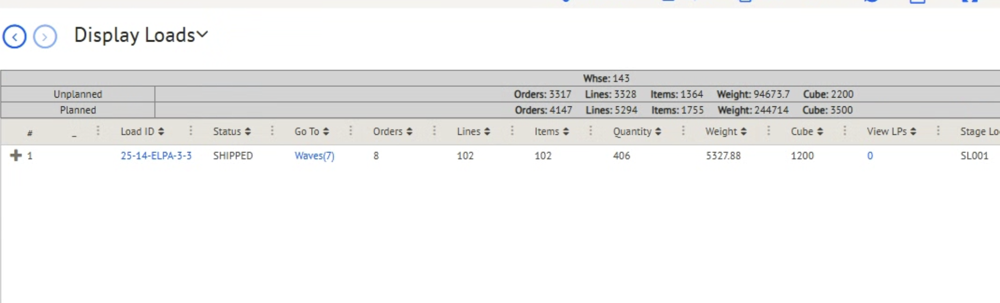 Display Loads
Whse: 143
Unplanned Orders: 3317 Lines: 3328 Items: 1364 Weight: 94673.7 Cube: 2200
Planned Orders: 4147 Lines: 5294 Items: 1755 Weight: 244714 Cube: 3500
# _ Load ID Status Go To Orders Lines Items Quantity Weight Cube View LPs Stage Lo
1 25-14-ELPA-3-3 SHIPPED Waves(7) 8 102 102 406 5327.88 1200 0 SL001